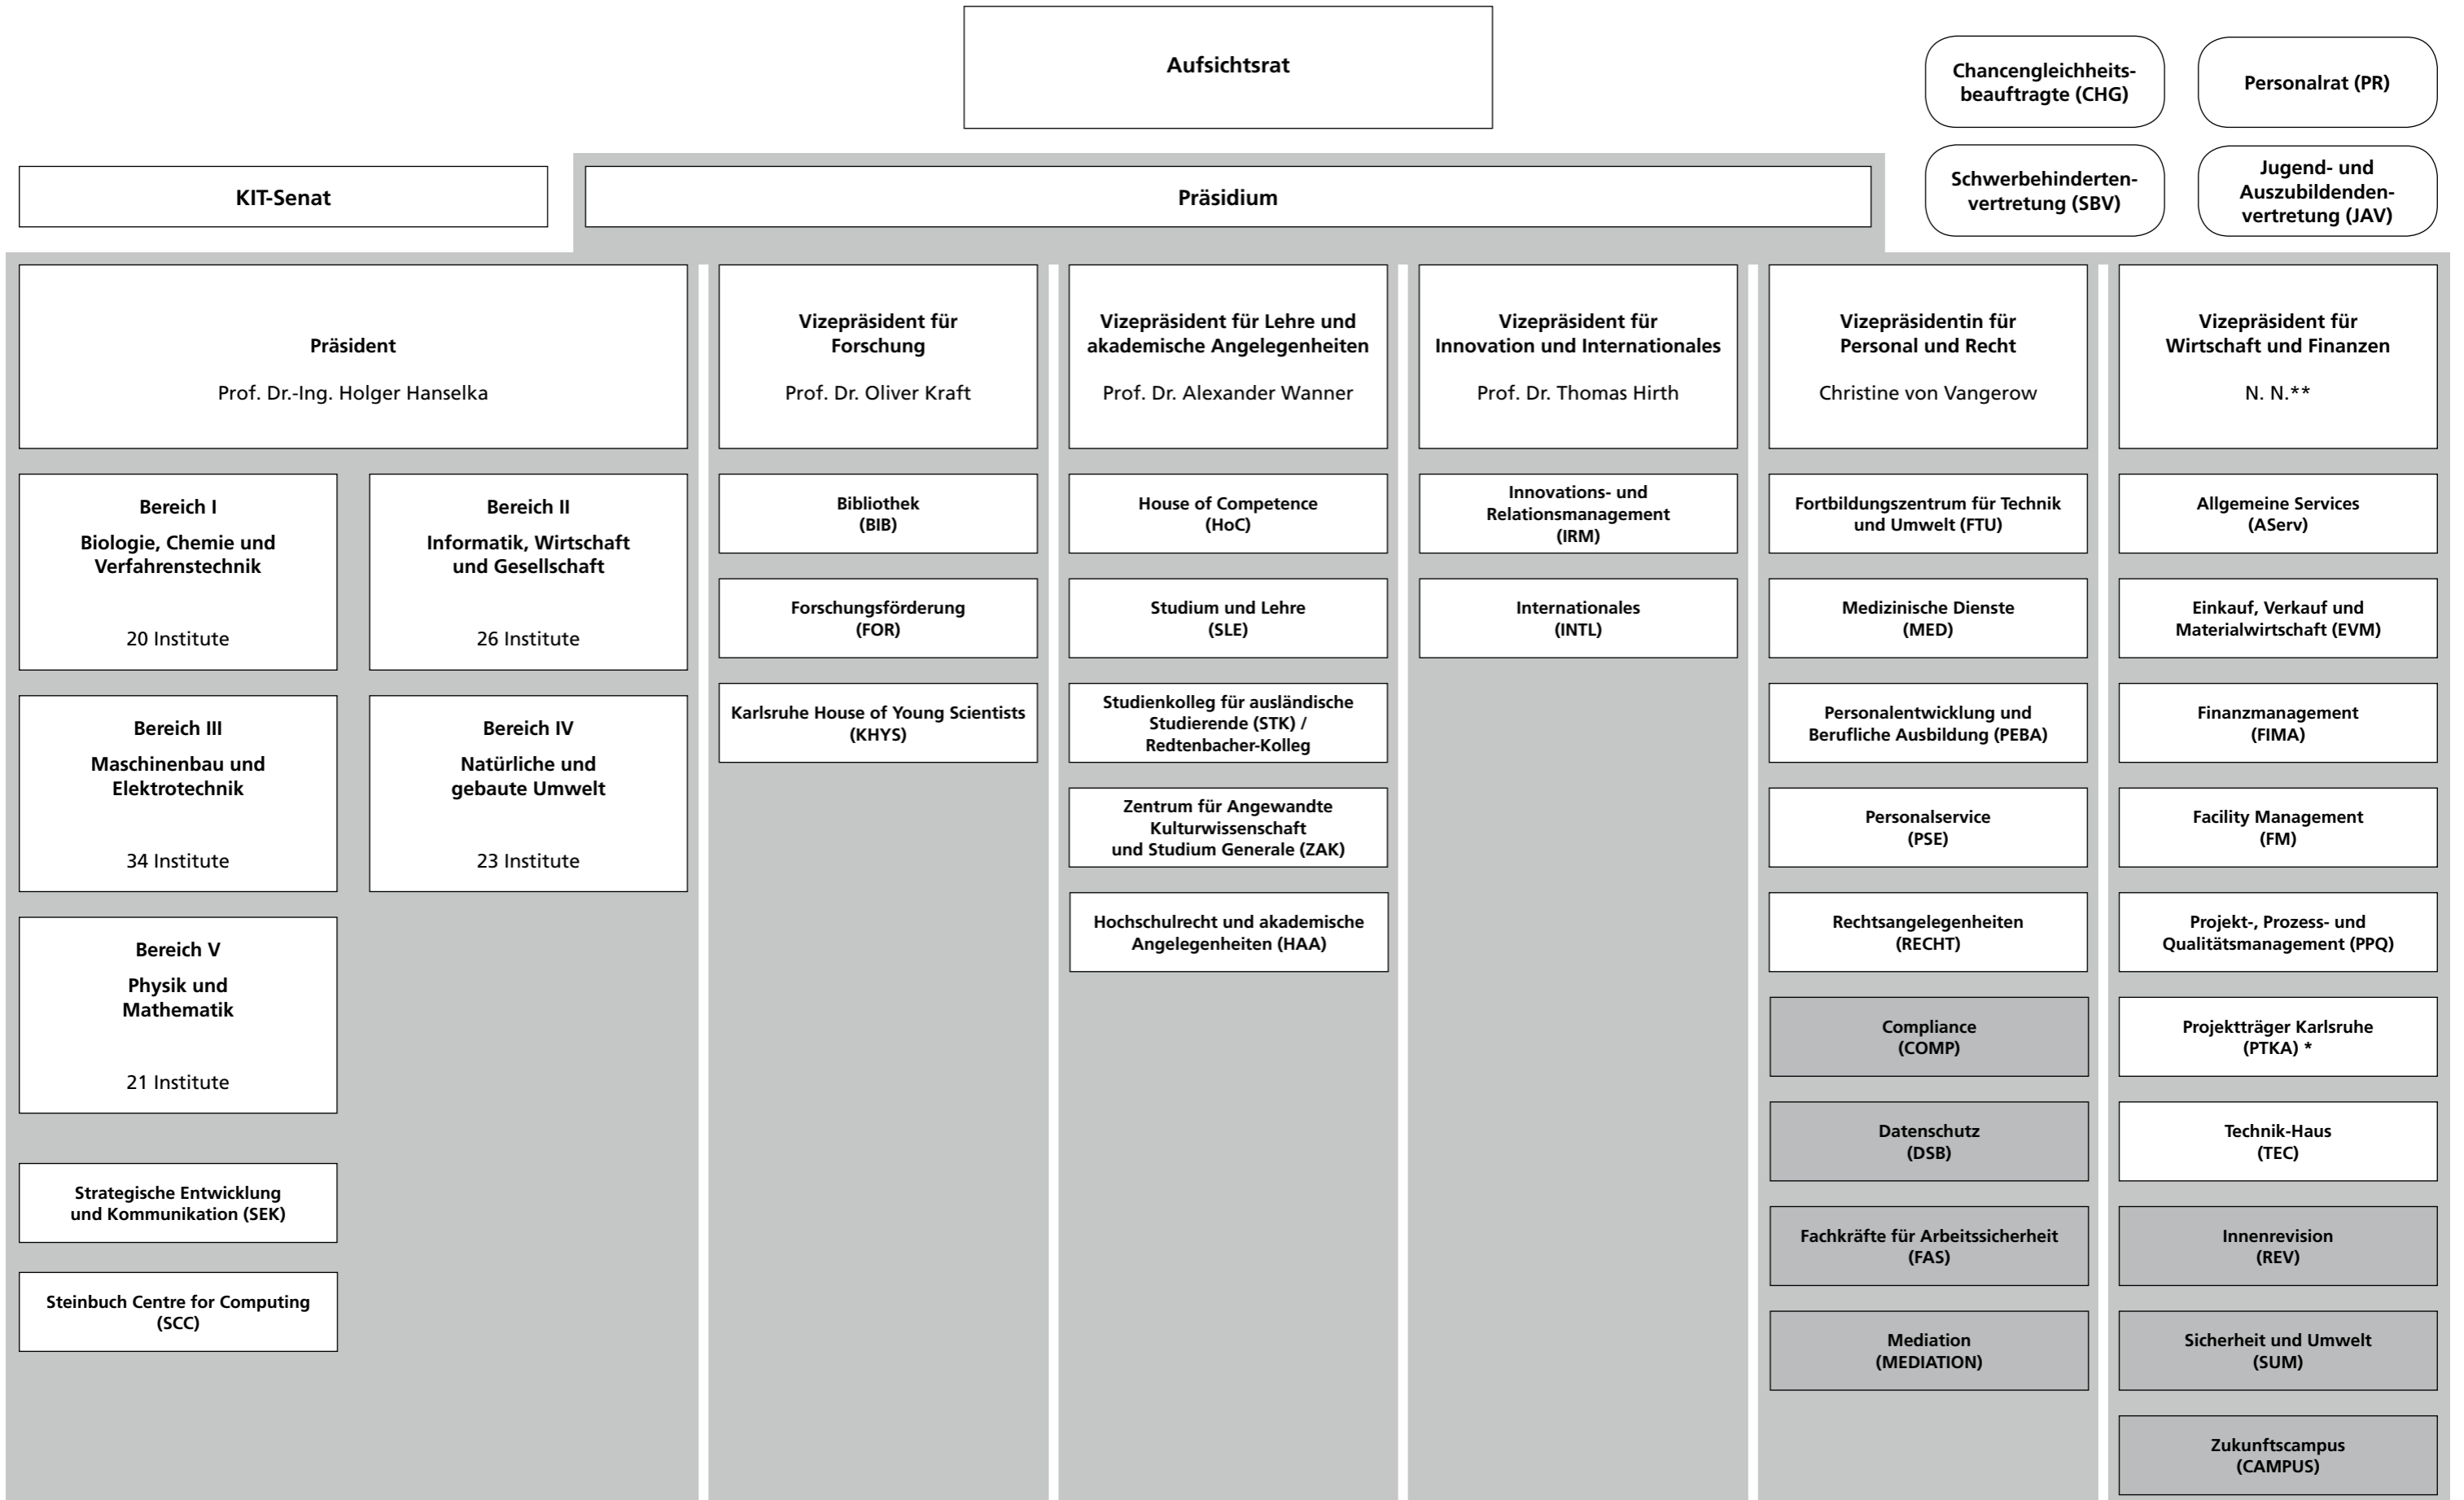 Aufsichtsrat
Chancengleichheits-
beauftragte (CHG)
Personalrat (PR)
KIT-Senat
Präsidium
Schwerbehinderten-
vertretung (SBV)
Jugend- und
Auszubildenden-
vertretung (JAV)
Präsident
Prof. Dr.-Ing. Holger Hanselka
Bereich I
Biologie, Chemie und
Verfahrenstechnik
20 Institute
Bereich II
Informatik, Wirtschaft
und Gesellschaft
26 Institute
Bereich III
Maschinenbau und
Elektrotechnik
34 Institute
Bereich IV
Natürliche und
gebaute Umwelt
23 Institute
Bereich V
Physik und
Mathematik
21 Institute
Strategische Entwicklung
und Kommunikation (SEK)
Steinbuch Centre for Computing
(SCC)
Vizepräsident für
Forschung
Prof. Dr. Oliver Kraft
Bibliothek
(BIB)
Forschungsförderung
(FOR)
Karlsruhe House of Young Scientists
(KHYS)
Vizepräsident für Lehre und
akademische Angelegenheiten
Prof. Dr. Alexander Wanner
House of Competence
(HoC)
Studium und Lehre
(SLE)
Studienkolleg für ausländische
Studierende (STK) /
Redtenbacher-Kolleg
Zentrum für Angewandte
Kulturwissenschaft
und Studium Generale (ZAK)
Hochschulrecht und akademische
Angelegenheiten (HAA)
Vizepräsident für
Innovation und Internationales
Prof. Dr. Thomas Hirth
Innovations- und
Relationsmanagement
(IRM)
Internationales
(INTL)
Vizepräsidentin für
Personal und Recht
Christine von Vangerow
Fortbildungszentrum für Technik
und Umwelt (FTU)
Medizinische Dienste
(MED)
Personalentwicklung und
Berufliche Ausbildung (PEBA)
Personalservice
(PSE)
Rechtsangelegenheiten
(RECHT)
Compliance
(COMP)
Datenschutz
(DSB)
Fachkräfte für Arbeitssicherheit
(FAS)
Mediation
(MEDIATION)
Vizepräsident für
Wirtschaft und Finanzen
N. N.**
Allgemeine Services
(AServ)
Einkauf, Verkauf und
Materialwirtschaft (EVM)
Finanzmanagement
(FIMA)
Facility Management
(FM)
Projekt-, Prozess- und
Qualitätsmanagement (PPQ)
Projektträger Karlsruhe
(PTKA) *
Technik-Haus
(TEC)
Innenrevision
(REV)
Sicherheit und Umwelt
(SUM)
Zukunftscampus
(CAMPUS)